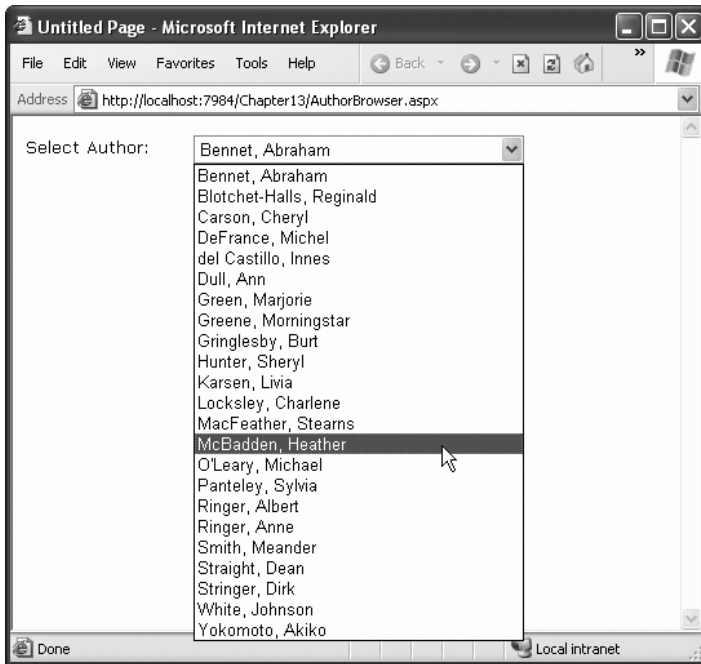 Untitled Page - Microsoft Internet Explorer
File Edit View Favorites Tools Help Back »
Address http://localhost:7984/Chapter13/AuthorBrowser.aspx
Select Author: Bennet, Abraham
Bennet, Abraham
Blotchet-Halls, Reginald
Carson, Cheryl
DeFrance, Michel
del Castillo, Innes
Dull, Ann
Green, Marjorie
Greene, Morningstar
Gringlesby, Burt
Hunter, Sheryl
Karsen, Livia
Locksley, Charlene
MacFeather, Stearns
McBadden, Heather
O'Leary, Michael
Panteley, Sylvia
Ringer, Albert
Ringer, Anne
Smith, Meander
Straight, Dean
Stringer, Dirk
White, Johnson
Yokomoto, Akiko
Done Local intranet